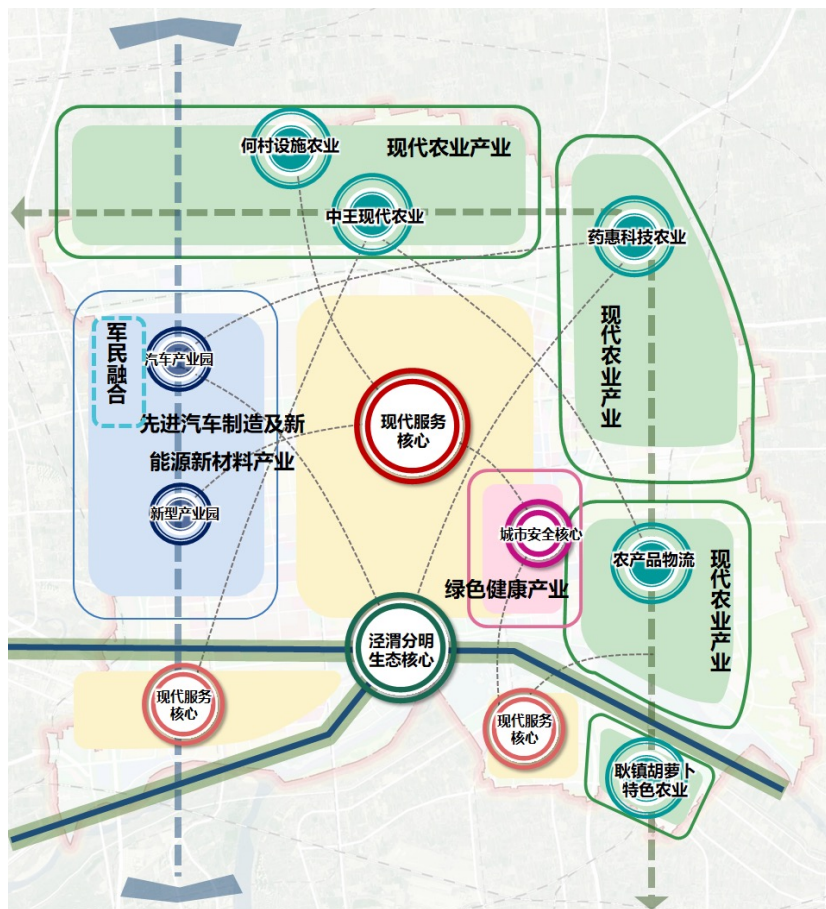 何村设施农业
现代农业产业
中王现代农业
药惠科技农业
军民融合
汽车产业园
现代农业产业
先进汽车制造及新
能源新材料产业
现代服务
核心
新型产业园
城市安全核心
农产品物流
现代农业产业
绿色健康产业
泾渭分明
生态核心
现代服务
核心
现代服务
核心
耿镇胡萝卜
特色农业